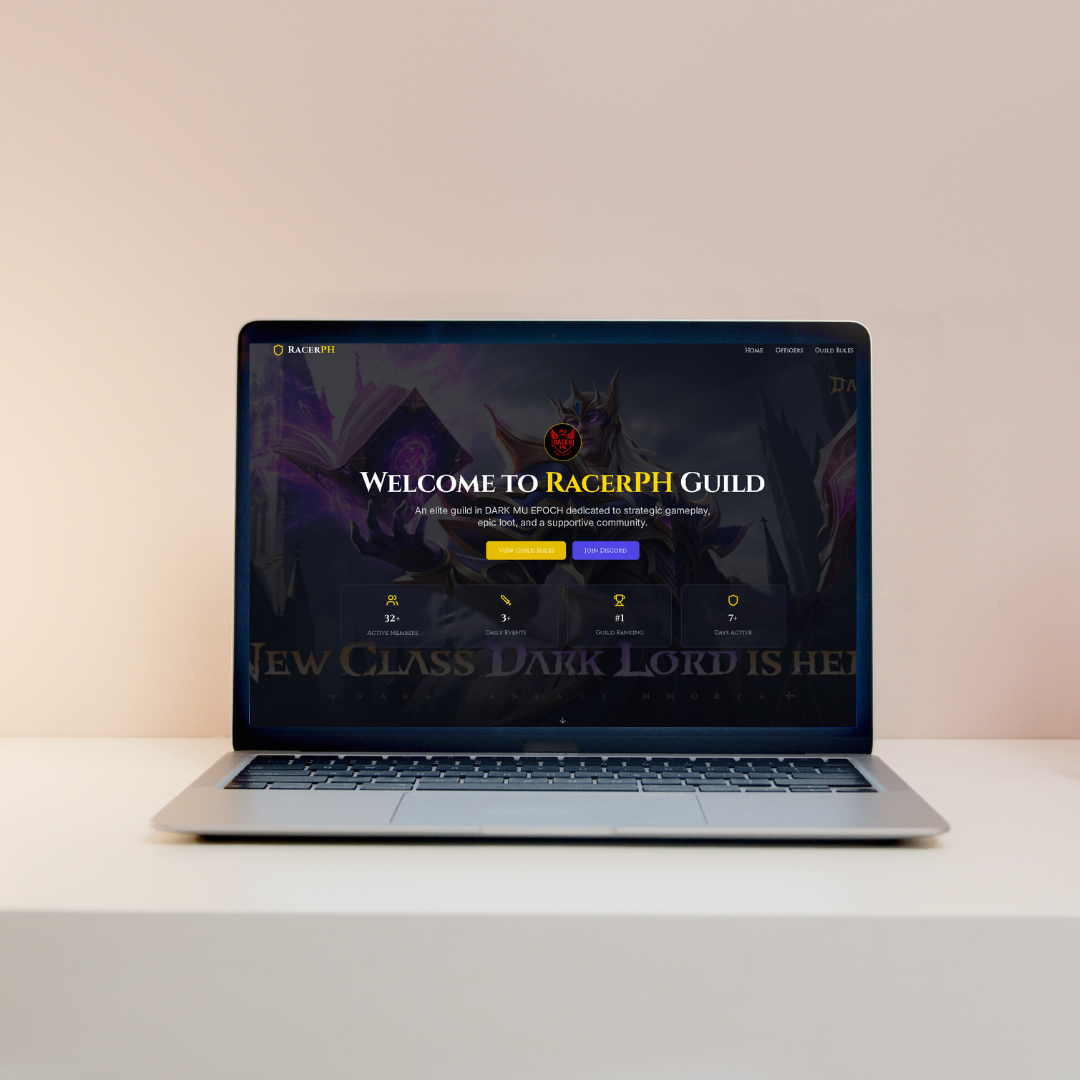 RacerPH
Home Officers Guild Rules
DA
RACER
PH
Welcome to RacerPH Guild
An elite guild in DARK MU EPOCH dedicated to strategic gameplay,
epic loot, and a supportive community.
View Guild Rules Join Discord
32+ 3+ #1 7+
Active Members Daily Events Guild Ranking Days Active
New Class Dark Lord is her
DARK FANTASY MMORPG